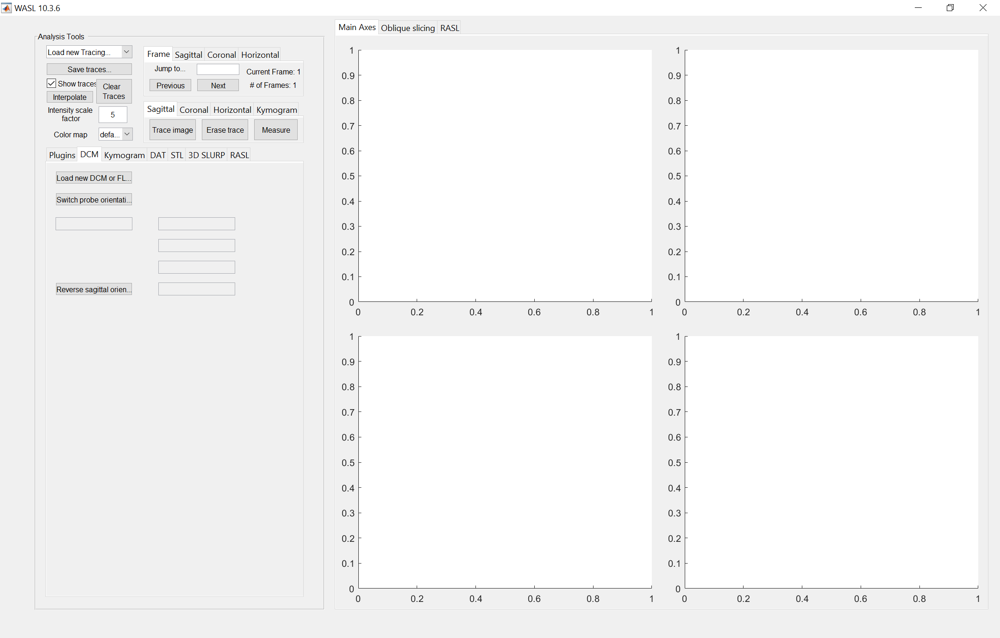 WASL 10.3.6
Analysis Tools
Load new Tracing...
Save traces...
Show traces
Clear
Traces
Interpolate
Intensity scale
factor
5
Color map
defa...
Frame Sagittal Coronal Horizontal
Jump to...
Current Frame: 1
Previous Next # of Frames: 1
Sagittal Coronal Horizontal Kymogram
Trace image Erase trace Measure
Plugins DCM Kymogram DAT STL 3D SLURP RASL
Load new DCM or FL...
Switch probe orientati...
Reverse sagittal orien...
Main Axes Oblique slicing RASL
1
0.9
0.8
0.7
0.6
0.5
0.4
0.3
0.2
0.1
0
0 0.2 0.4 0.6 0.8 1
1
0.9
0.8
0.7
0.6
0.5
0.4
0.3
0.2
0.1
0
0 0.2 0.4 0.6 0.8 1
1
0.9
0.8
0.7
0.6
0.5
0.4
0.3
0.2
0.1
0
0 0.2 0.4 0.6 0.8 1
1
0.9
0.8
0.7
0.6
0.5
0.4
0.3
0.2
0.1
0
0 0.2 0.4 0.6 0.8 1